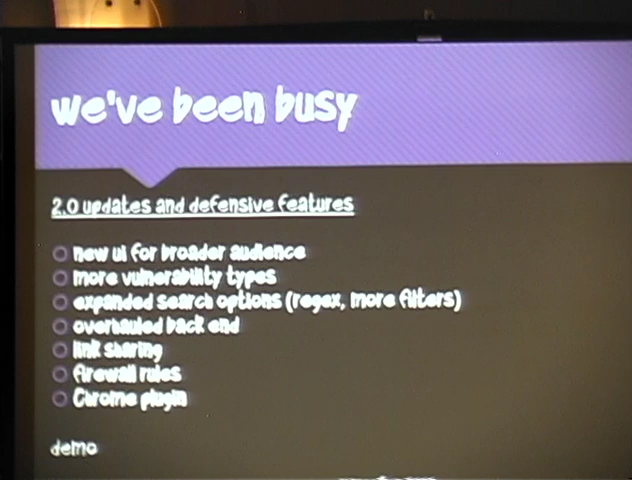 we've been busy
2.0 updates and defensive features
new ui for broader audience
more vulnerability types
expanded search options (regex, more filters)
overhauled back end
link sharing
firewall rules
Chrome plugin
demo